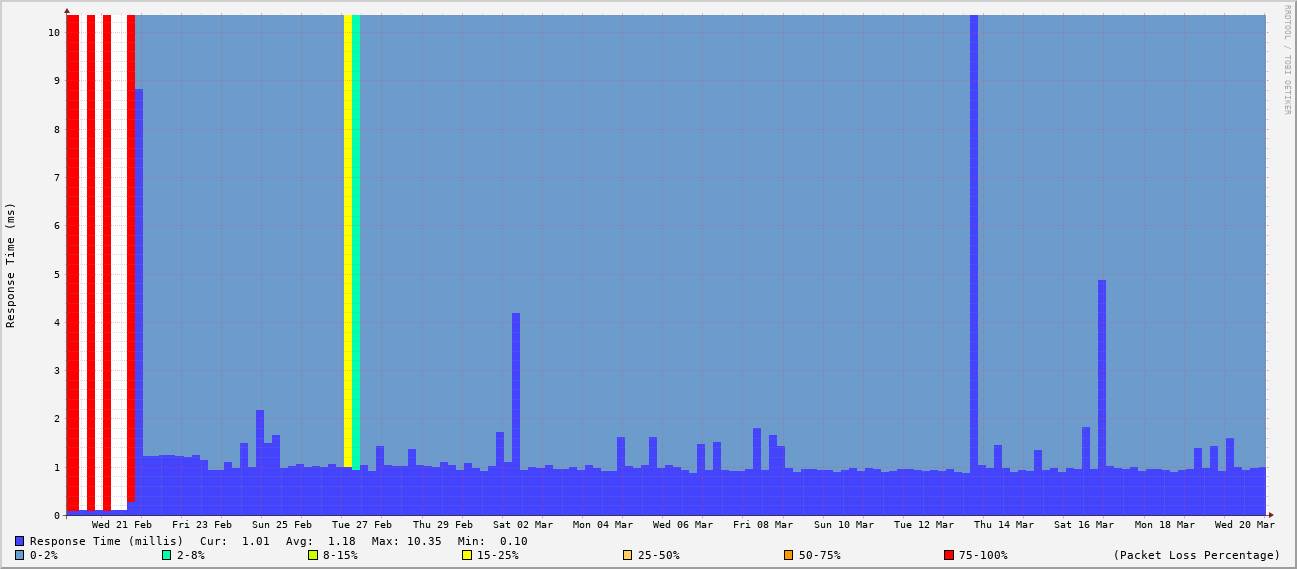 RRDTOOL / TOBI OETIKER
Response Time (ms)
10
9
8
7
6
5
4
3
2
1
0
Wed 21 Feb Fri 23 Feb Sun 25 Feb Tue 27 Feb Thu 29 Feb Sat 02 Mar Mon 04 Mar Wed 06 Mar Fri 08 Mar Sun 10 Mar Tue 12 Mar Thu 14 Mar Sat 16 Mar Mon 18 Mar Wed 20 Mar
Response Time (millis) Cur: 1.01 Avg: 1.18 Max: 10.35 Min: 0.10
0-2% 2-8% 8-15% 15-25% 25-50% 50-75% 75-100% (Packet Loss Percentage)